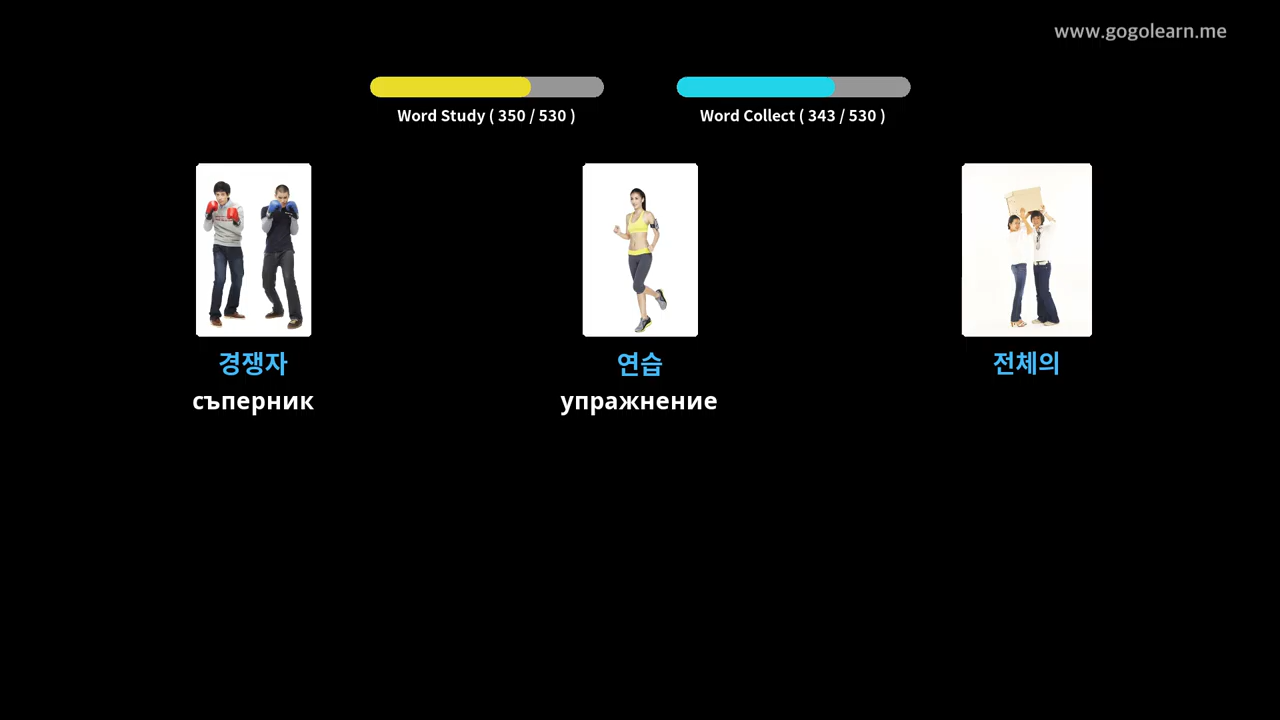 www.gogolearn.me
Word Study ( 350 / 530 )
Word Collect ( 343 / 530 )
경쟁자
съперник
연습
упражнение
전체의